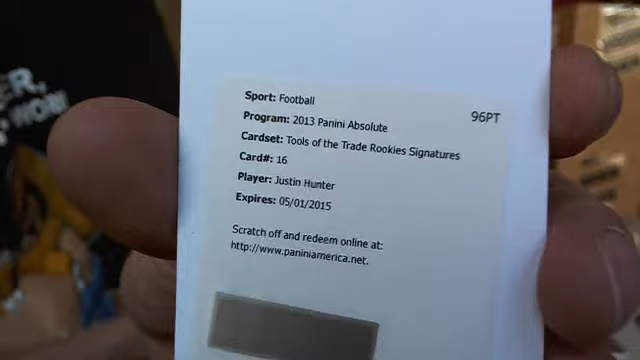 Sport: Football
96PT
Program: 2013 Panini Absolute
Cardset: Tools of the Trade Rookies Signatures
Card#: 16
Player: Justin Hunter
Expires: 05/01/2015
Scratch off and redeem online at:
http://www.paniniamerica.net.